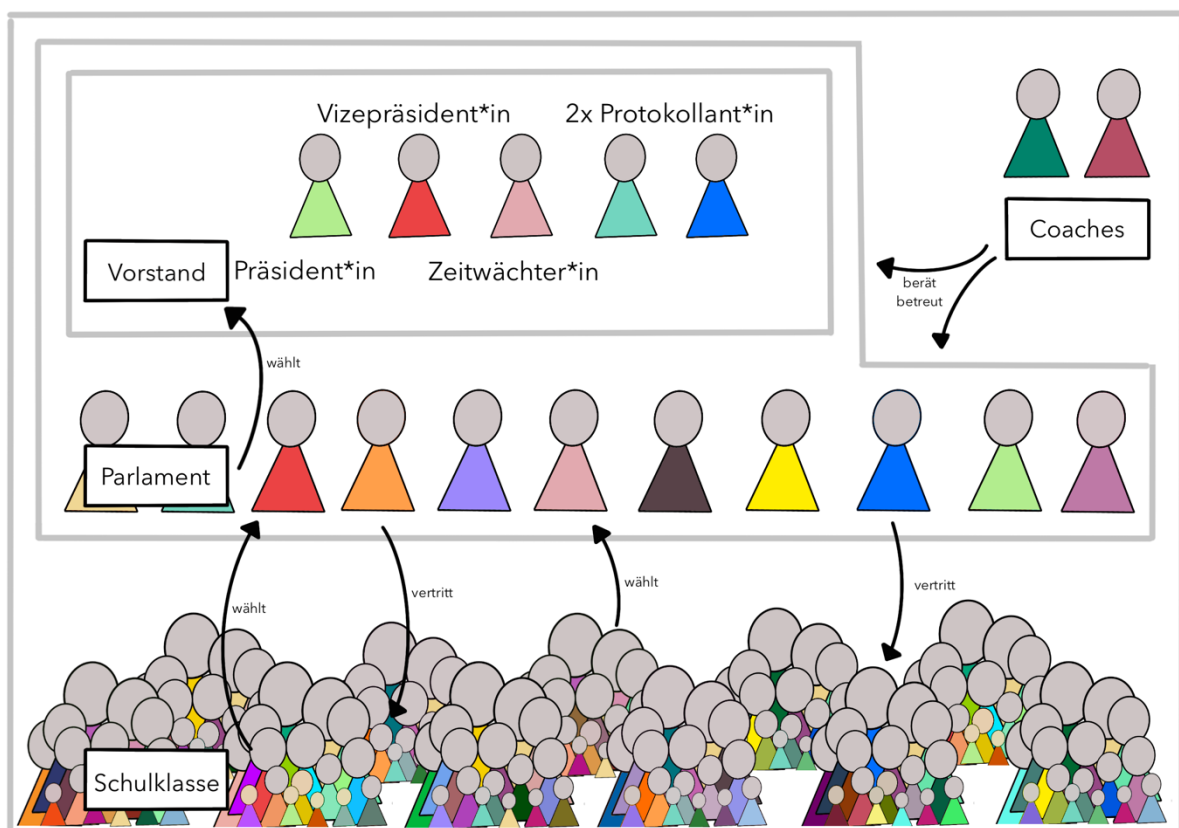 Vizepräsident*in
2x Protokollant*in
Coaches
Vorstand
Präsident*in
Zeitwächter*in
berät
betreut
wählt
Parlament
wählt
vertritt
wählt
vertritt
Schulklasse